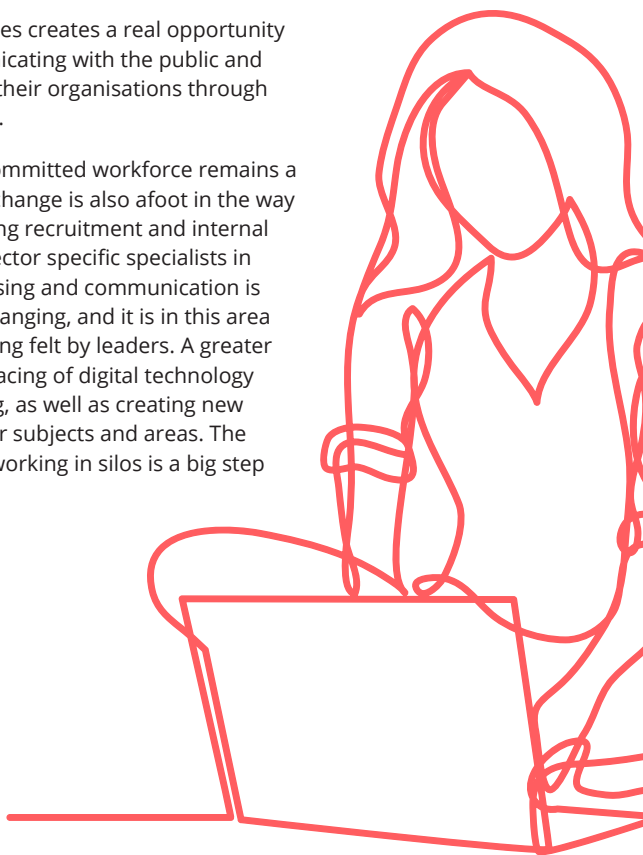 es creates a real opportunity
icating with the public and
their organisations through
.
ommitted workforce remains a
change is also afoot in the way
ng recruitment and internal
ector specific specialists in
sing and communication is
anging, and it is in this area
ng felt by leaders. A greater
acing of digital technology
g, as well as creating new
r subjects and areas. The
working in silos is a big step